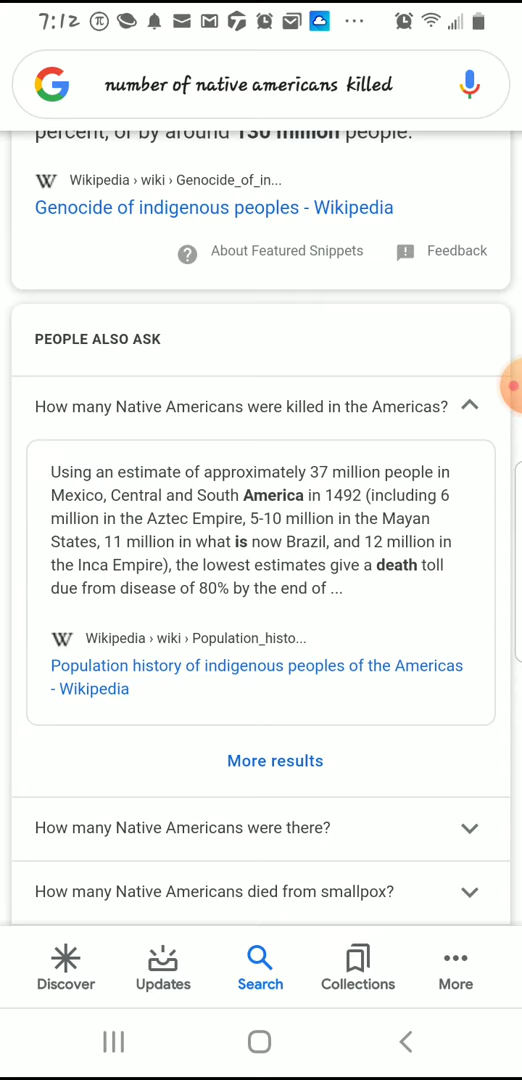 7:12
number of native americans killed
percent, or by around 130 million people.
Wikipedia › wiki › Genocide_of_in...
Genocide of indigenous peoples - Wikipedia
About Featured Snippets Feedback
PEOPLE ALSO ASK
How many Native Americans were killed in the Americas?
Using an estimate of approximately 37 million people in
Mexico, Central and South America in 1492 (including 6
million in the Aztec Empire, 5-10 million in the Mayan
States, 11 million in what is now Brazil, and 12 million in
the Inca Empire), the lowest estimates give a death toll
due from disease of 80% by the end of ...
Wikipedia › wiki › Population_histo...
Population history of indigenous peoples of the Americas
- Wikipedia
More results
How many Native Americans were there?
How many Native Americans died from smallpox?
Discover Updates Search Collections More